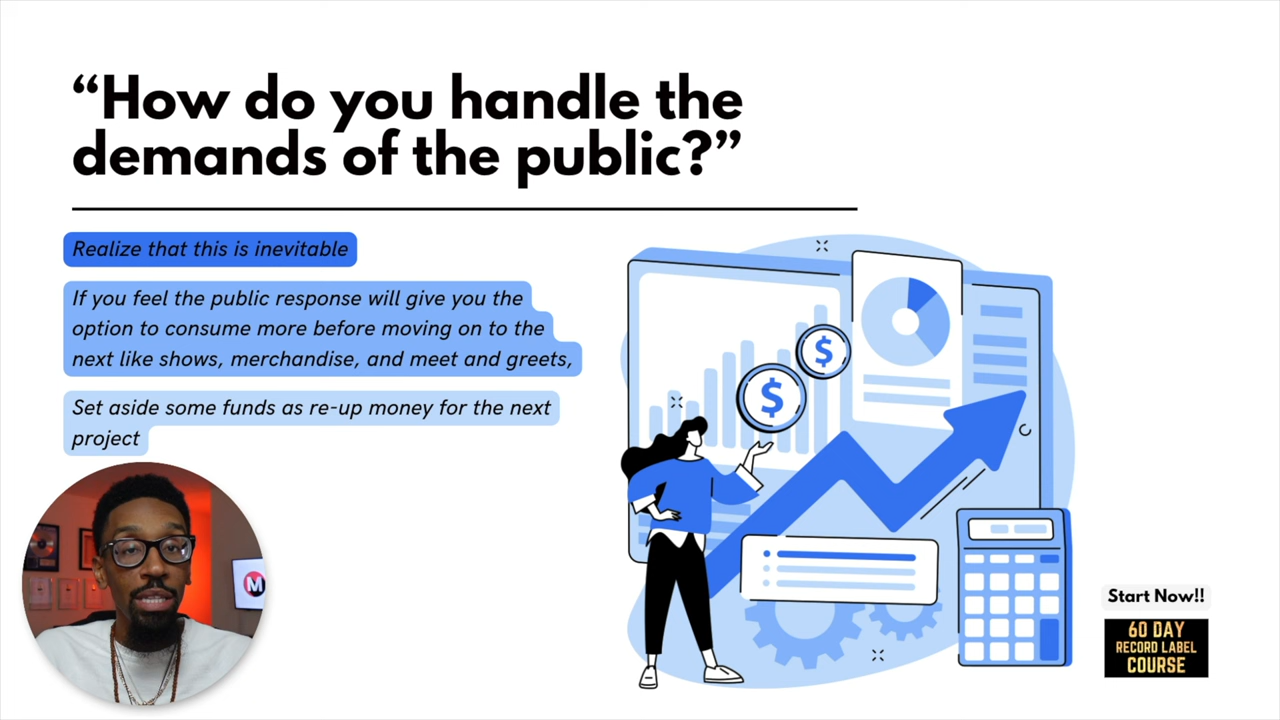 “How do you handle the
demands of the public?”
Realize that this is inevitable
If you feel the public response will give you the
option to consume more before moving on to the
next like shows, merchandise, and meet and greets,
Set aside some funds as re-up money for the next
project
$
$
M
Start Now!!
60 DAY
RECORD LABEL
COURSE